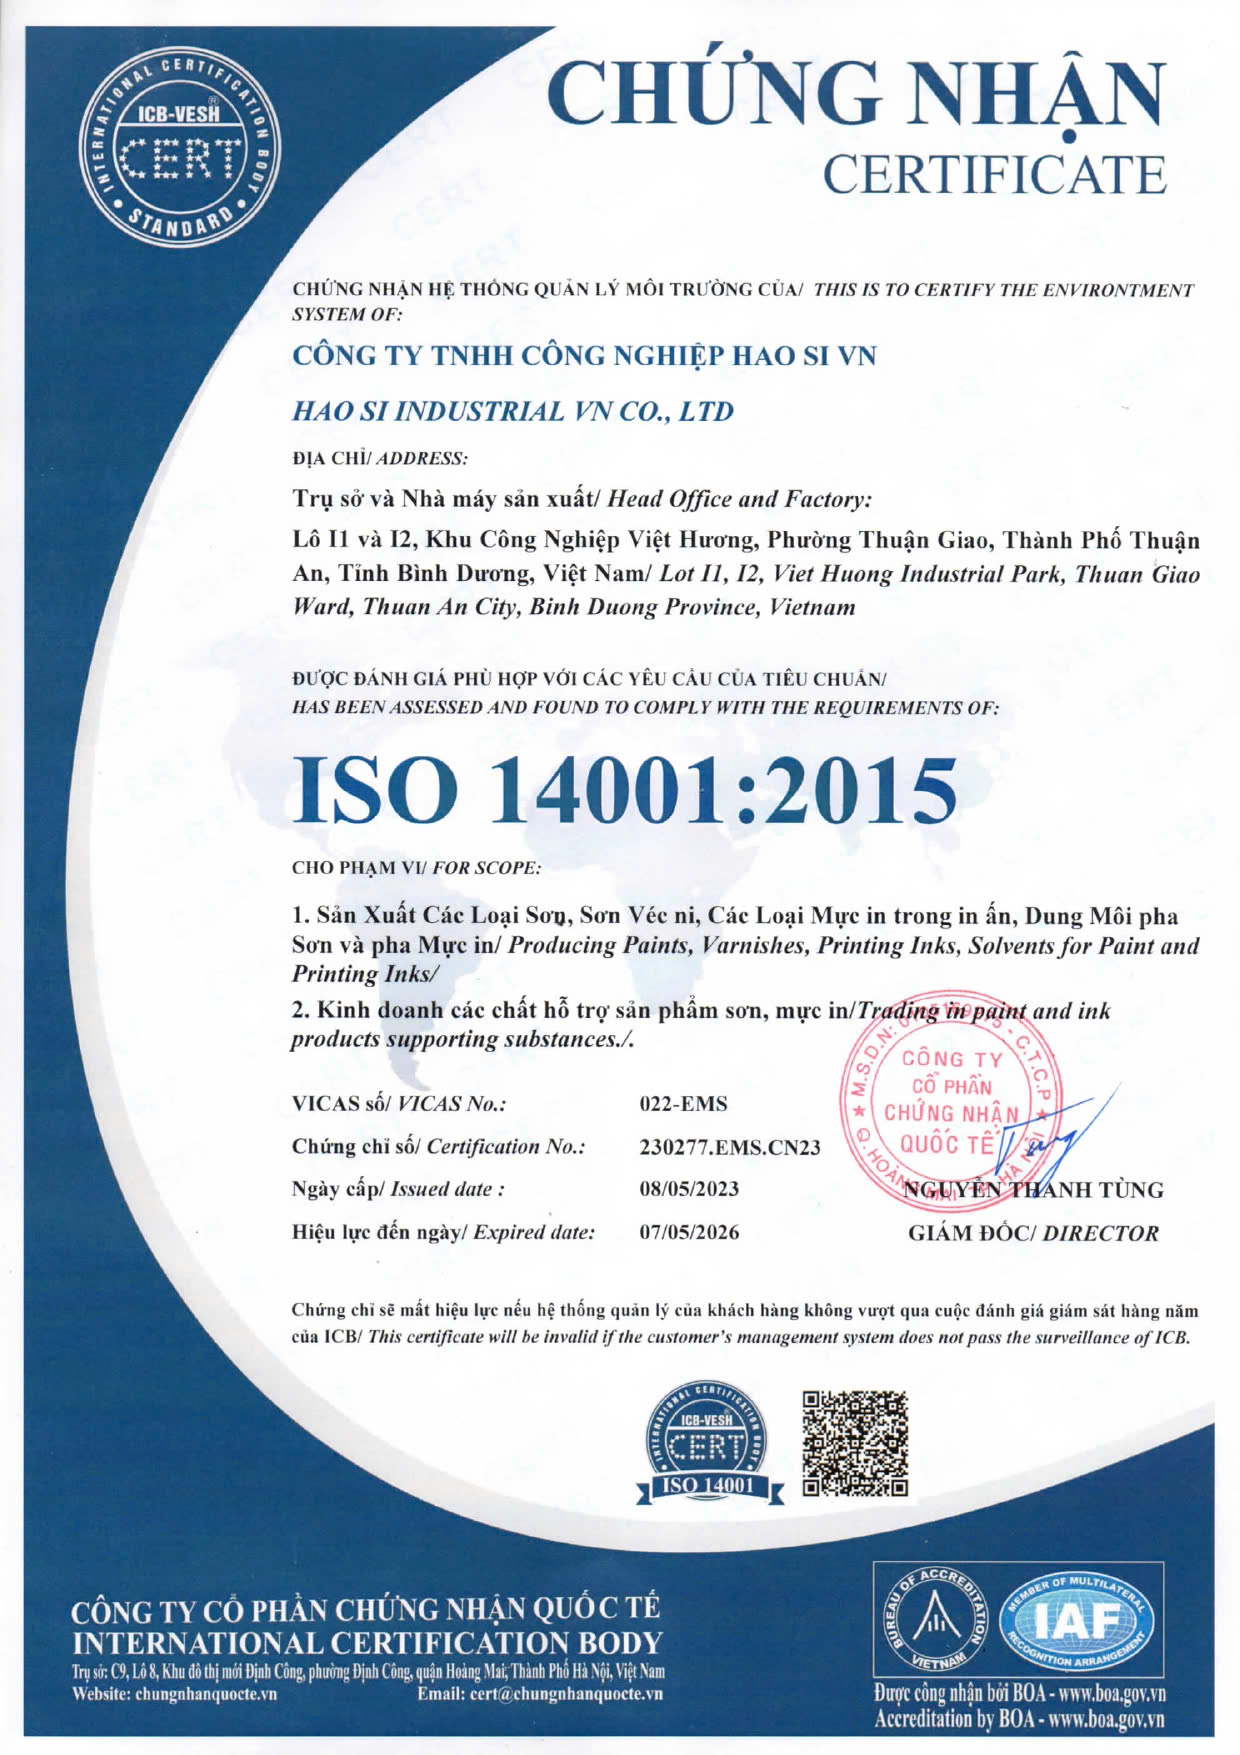 INTERNATIONAL CERTIFICATION BODY
ICB-VESH®
CERT
• STANDARD •
CHỨNG NHẬN
CERTIFICATE
CHỨNG NHẬN HỆ THỐNG QUẢN LÝ MÔI TRƯỜNG CỦA/ THIS IS TO CERTIFY THE ENVIRONTMENT
SYSTEM OF:
CÔNG TY TNHH CÔNG NGHIỆP HAO SI VN
HAO SI INDUSTRIAL VN CO., LTD
ĐỊA CHỈ/ ADDRESS:
Trụ sở và Nhà máy sản xuất/ Head Office and Factory:
Lô I1 và I2, Khu Công Nghiệp Việt Hương, Phường Thuận Giao, Thành Phố Thuận
An, Tỉnh Bình Dương, Việt Nam/ Lot I1, I2, Viet Huong Industrial Park, Thuan Giao
Ward, Thuan An City, Binh Duong Province, Vietnam
ĐƯỢC ĐÁNH GIÁ PHÙ HỢP VỚI CÁC YÊU CẦU CỦA TIÊU CHUẨN/
HAS BEEN ASSESSED AND FOUND TO COMPLY WITH THE REQUIREMENTS OF:
ISO 14001:2015
CHO PHẠM VI/ FOR SCOPE:
1. Sản Xuất Các Loại Sơn, Sơn Véc ni, Các Loại Mực in trong in ấn, Dung Môi pha
Sơn và pha Mực in/ Producing Paints, Varnishes, Printing Inks, Solvents for Paint and
Printing Inks/
2. Kinh doanh các chất hỗ trợ sản phẩm sơn, mực in/Trading in paint and ink
products supporting substances./.
VICAS số/ VICAS No.: 022-EMS
Chứng chỉ số/ Certification No.: 230277.EMS.CN23
Ngày cấp/ Issued date : 08/05/2023
Hiệu lực đến ngày/ Expired date: 07/05/2026
M.S.D.N: - C.T.C.P
CÔNG TY
CỔ PHẦN
CHỨNG NHẬN
QUỐC TẾ
★ Q. HOÀNG MAI - TP. HÀ NỘI ★
Tung
NGUYỄN THANH TÙNG
GIÁM ĐỐC/ DIRECTOR
Chứng chỉ sẽ mất hiệu lực nếu hệ thống quản lý của khách hàng không vượt qua cuộc đánh giá giám sát hàng năm
của ICB/ This certificate will be invalid if the customer's management system does not pass the surveillance of ICB.
INTERNATIONAL CERTIFICATION BODY
ICB-VESH
CERT
ISO 14001
CÔNG TY CỔ PHẦN CHỨNG NHẬN QUỐC TẾ
INTERNATIONAL CERTIFICATION BODY
Trụ sở: C9, Lô 8, Khu đô thị mới Định Công, phường Định Công, quận Hoàng Mai, Thành Phố Hà Nội, Việt Nam
Website: chungnhanquocte.vn Email: cert@chungnhanquocte.vn
BUREAU OF ACCREDITATION
VIETNAM
MEMBER OF MULTILATERAL
IAF
RECOGNITION ARRANGEMENT
Được công nhận bởi BOA - www.boa.gov.vn
Accreditation by BOA - www.boa.gov.vn